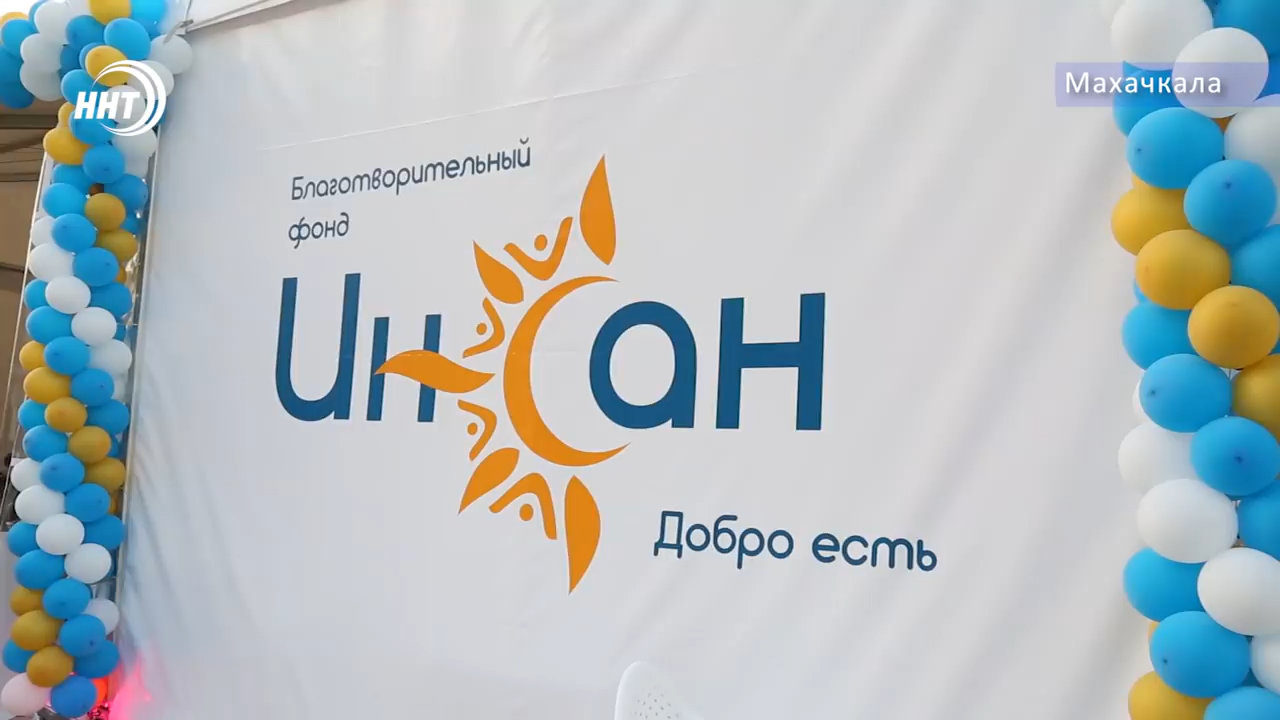 ННТ
Махачкала
Благотворительный
фонд
Инсан
Добро есть